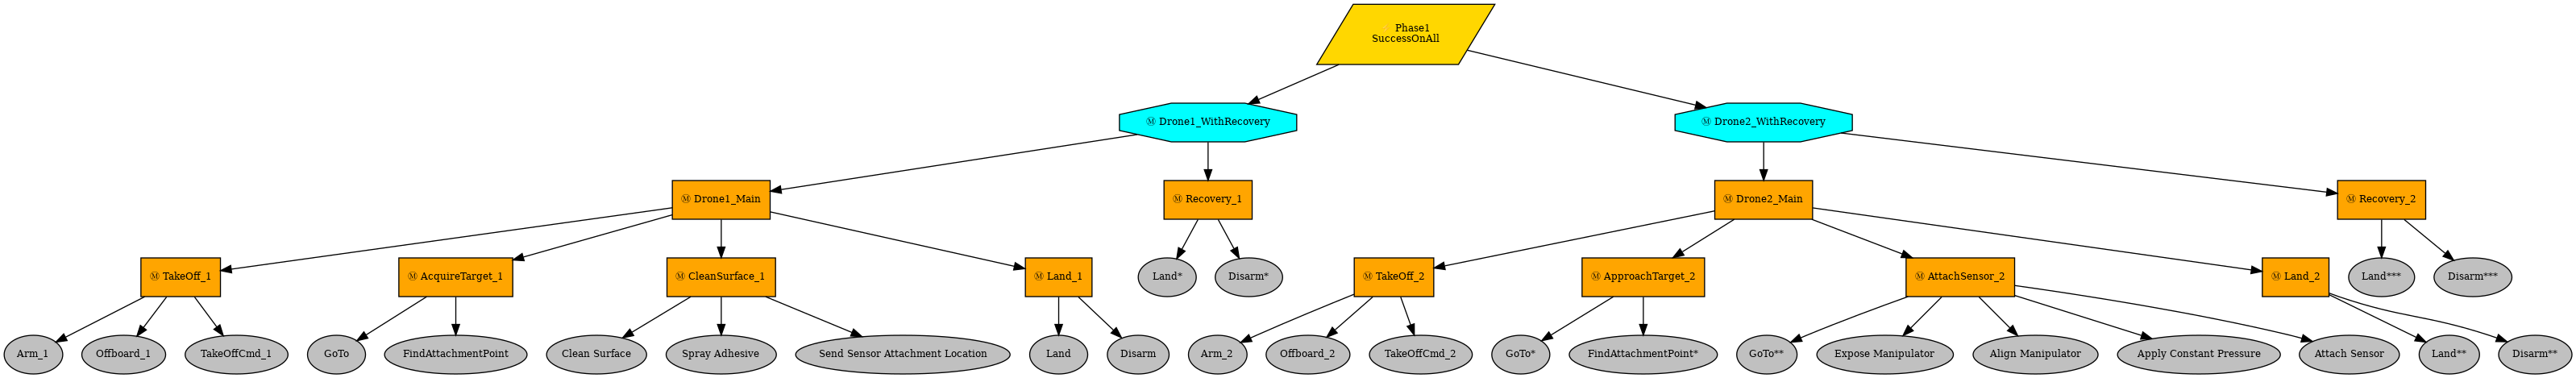 Phase1
SuccessOnAll
Ⓜ Drone1_WithRecovery
Ⓜ Drone2_WithRecovery
Ⓜ Drone1_Main
Ⓜ Recovery_1
Ⓜ Drone2_Main
Ⓜ Recovery_2
Ⓜ TakeOff_1
Ⓜ AcquireTarget_1
Ⓜ CleanSurface_1
Ⓜ Land_1
Land*
Disarm*
Ⓜ TakeOff_2
Ⓜ ApproachTarget_2
Ⓜ AttachSensor_2
Ⓜ Land_2
Land***
Disarm***
Arm_1
Offboard_1
TakeOffCmd_1
GoTo
FindAttachmentPoint
Clean Surface
Spray Adhesive
Send Sensor Attachment Location
Land
Disarm
Arm_2
Offboard_2
TakeOffCmd_2
GoTo*
FindAttachmentPoint*
GoTo**
Expose Manipulator
Align Manipulator
Apply Constant Pressure
Attach Sensor
Land**
Disarm**